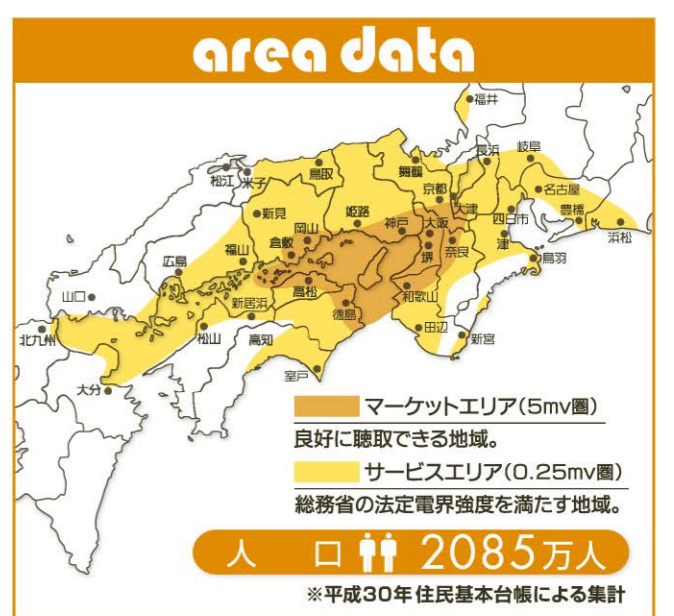 area data
福井
長浜
岐阜
鳥取
舞鶴
松江
米子
京都
大津
名古屋
新見
姫路
四日市
豊橋
岡山
神戸
大阪
浜松
倉敷
堺
奈良
津
福山
広島
鳥羽
高松
和歌山
山口
新居浜
徳島
北九州
松山
高知
田辺
新宮
室戸
大分
マーケットエリア(5mv圏)
良好に聴取できる地域。
サービスエリア(0.25mv圏)
総務省の法定電界強度を満たす地域。
人口 2085万人
※平成30年住民基本台帳による集計